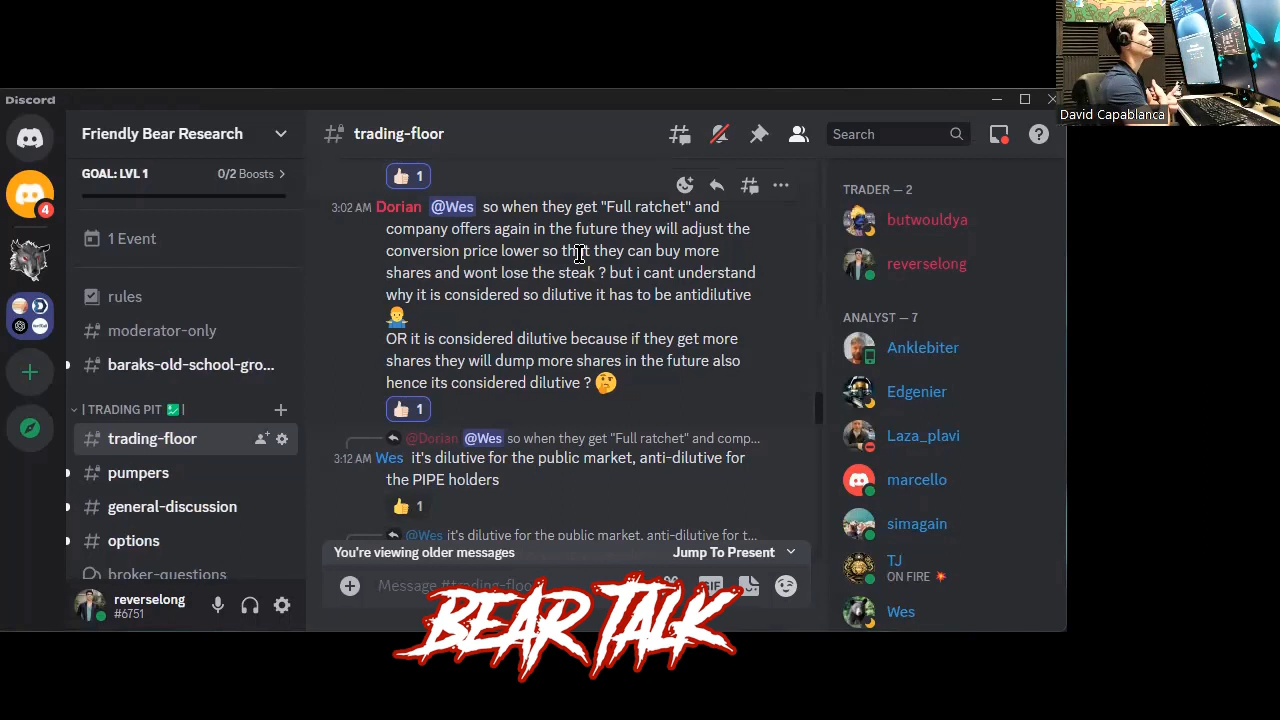 David Capablanca
Discord
Friendly Bear Research
GOAL: LVL 1
0/2 Boosts >
1 Event
rules
moderator-only
baraks-old-school-gro...
| TRADING PIT 💹 |
trading-floor
pumpers
general-discussion
options
broker-questions
reverselong
#6751
4
trading-floor
Search
👍🏻 1
3:02 AM Dorian @Wes so when they get "Full ratchet" and
company offers again in the future they will adjust the
conversion price lower so that they can buy more
shares and wont lose the steak ? but i cant understand
why it is considered so dilutive it has to be antidilutive
🤷‍♂️
OR it is considered dilutive because if they get more
shares they will dump more shares in the future also
hence its considered dilutive ? 🤔
👍🏻 1
@Dorian @Wes so when they get "Full ratchet" and comp...
3:12 AM Wes it's dilutive for the public market, anti-dilutive for
the PIPE holders
👍 1
@Wes it's dilutive for the public market, anti-dilutive for t...
You're viewing older messages
Jump To Present
Message #trading-floo
GIF
BEAR TALK
TRADER — 2
butwouldya
reverselong
ANALYST — 7
Anklebiter
Edgenier
Laza_plavi
marcello
simagain
TJ
ON FIRE 💥
Wes